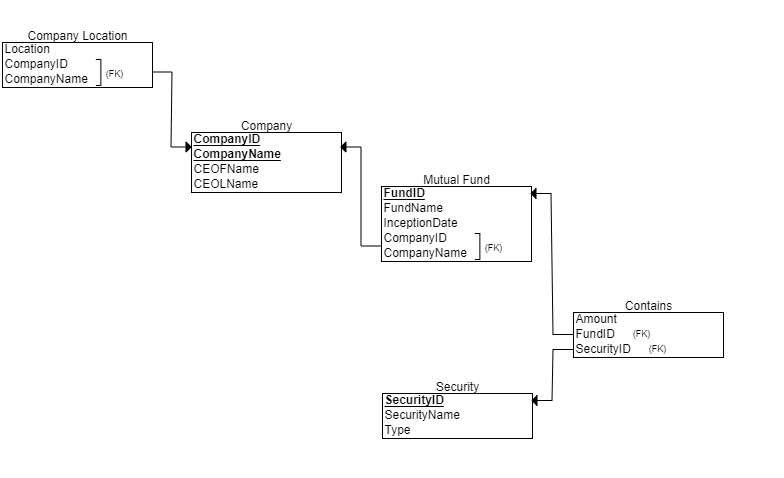 Company Location
Location
CompanyID
CompanyName
(FK)
Company
CompanyID
CompanyName
CEOFName
CEOLName
Mutual Fund
FundID
FundName
InceptionDate
CompanyID
CompanyName
(FK)
Contains
Amount
FundID (FK)
SecurityID (FK)
Security
SecurityID
SecurityName
Type